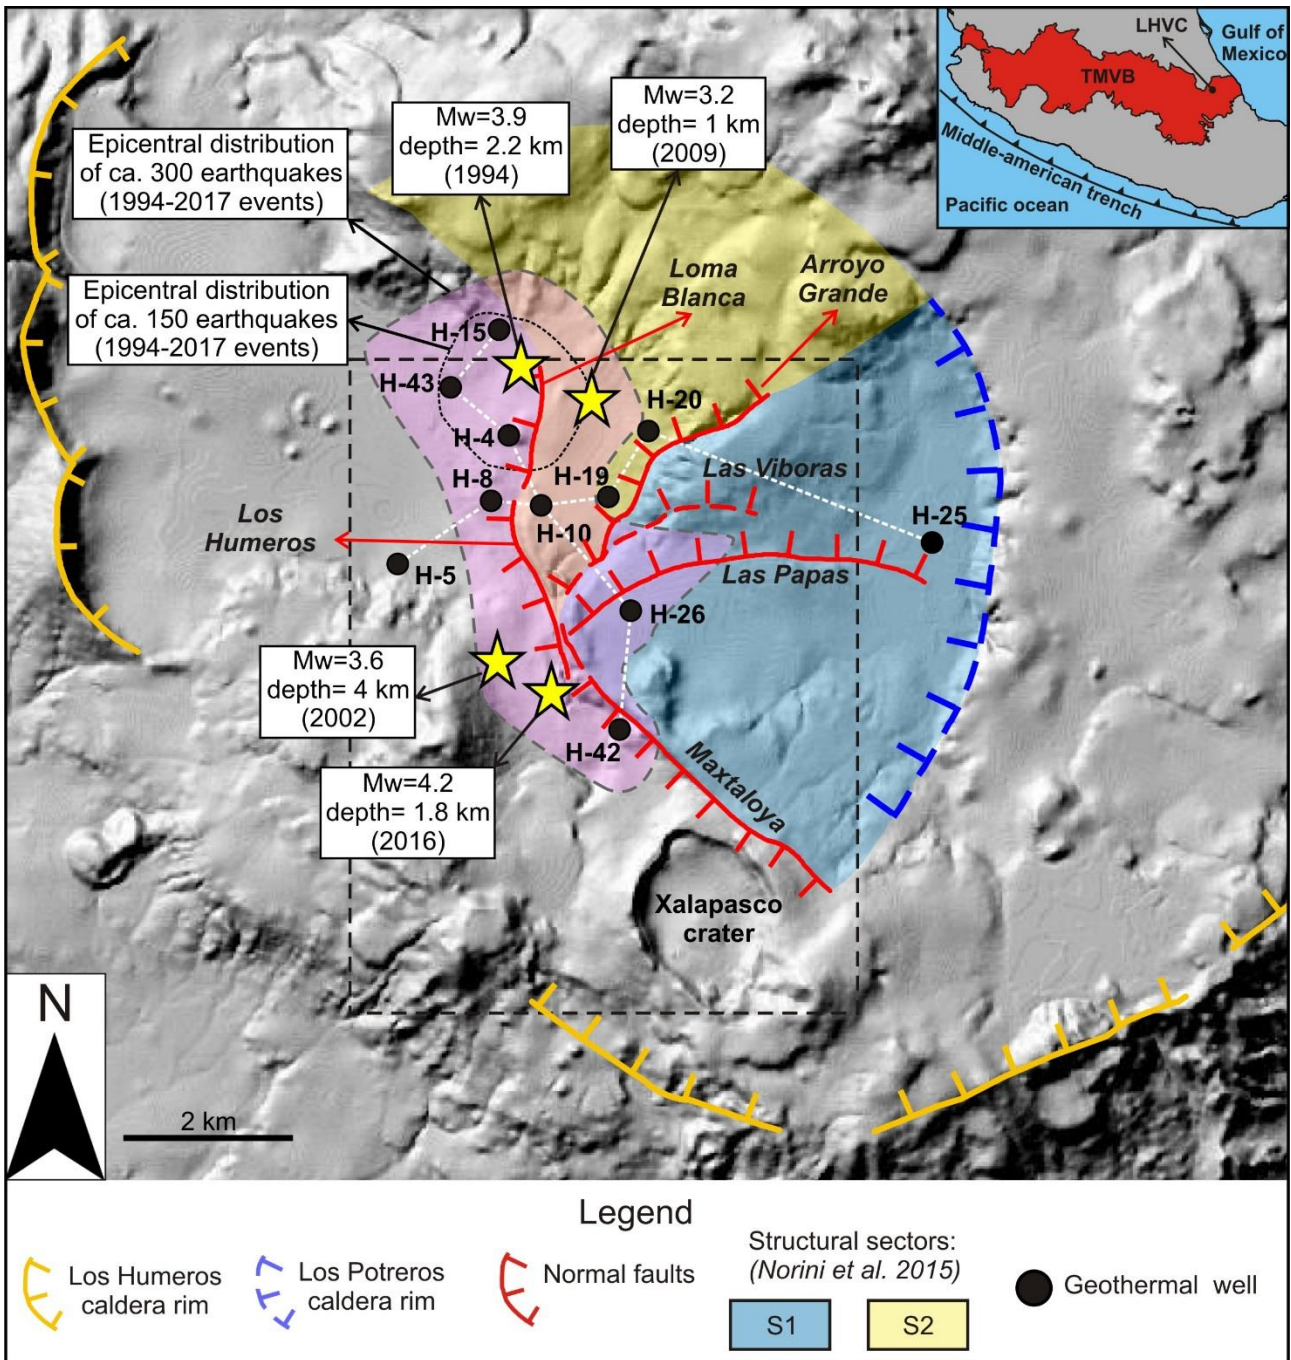 LHVC
Gulf of
Mexico
TMVB
Middle-american trench
Pacific ocean
Mw=3.9
depth= 2.2 km
(1994)
Mw=3.2
depth= 1 km
(2009)
Epicentral distribution
of ca. 300 earthquakes
(1994-2017 events)
Epicentral distribution
of ca. 150 earthquakes
(1994-2017 events)
Loma
Blanca
Arroyo
Grande
H-15
H-43
H-4
H-20
H-8
H-19
Las Viboras
H-10
H-25
Los
Humeros
H-5
Las Papas
H-26
Mw=3.6
depth= 4 km
(2002)
H-42
Maxtaloya
Mw=4.2
depth= 1.8 km
(2016)
Xalapasco
crater
N
2 km
Legend
Los Humeros
caldera rim
Los Potreros
caldera rim
Normal faults
Structural sectors:
(Norini et al. 2015)
S1
S2
Geothermal well